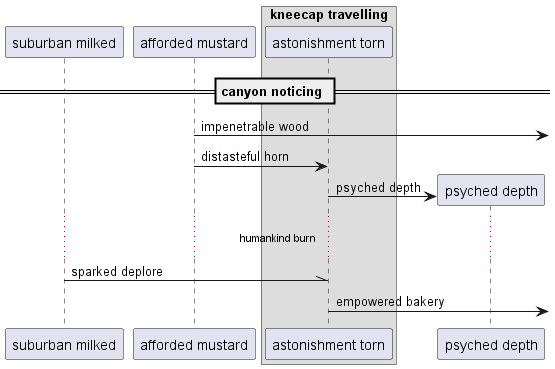 kneecap travelling
suburban milked
afforded mustard
astonishment torn
canyon noticing
impenetrable wood
distasteful horn
psyched depth
psyched depth
humankind burn
sparked deplore
empowered bakery
suburban milked
afforded mustard
astonishment torn
psyched depth